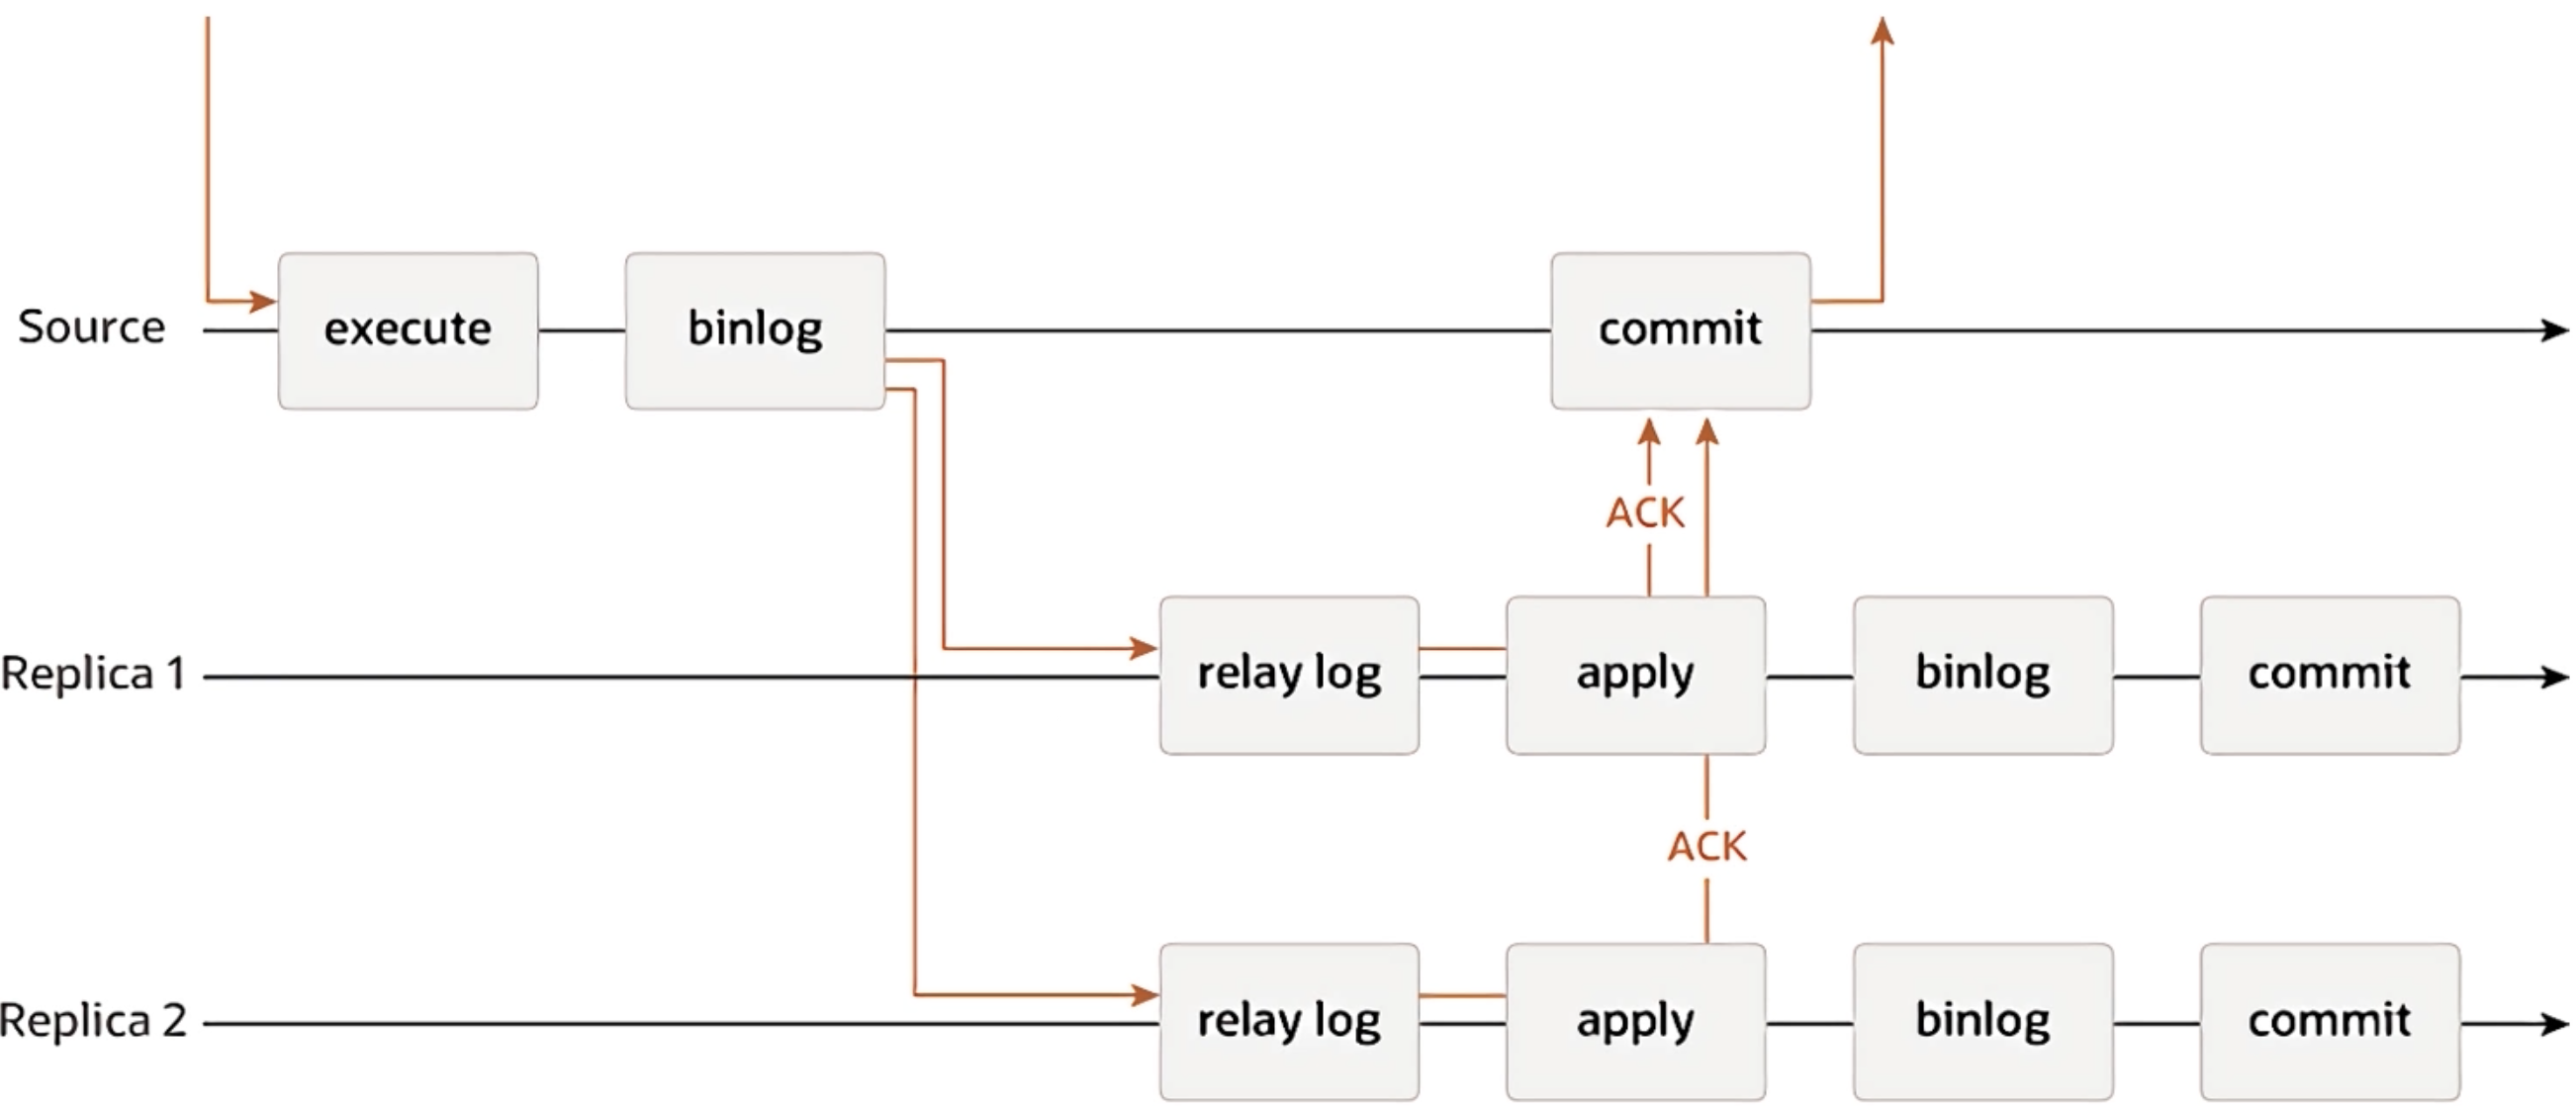 Source
execute
binlog
commit
ACK
Replica 1
relay log
apply
binlog
commit
ACK
Replica 2
relay log
apply
binlog
commit